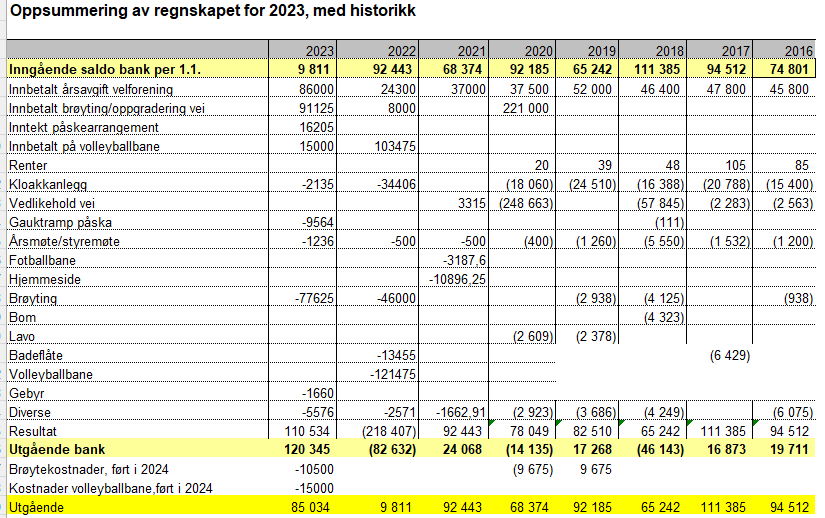 Oppsummering av regnskapet for 2023, med historikk
2023 2022 2021 2020 2019 2018 2017 2016
Inngående saldo bank per 1.1. 9 811 92 443 68 374 92 185 65 242 111 385 94 512 74 801
Innbetalt årsavgift velforening 86000 24300 37000 37 500 52 000 46 400 47 800 45 800
Innbetalt brøyting/oppgradering vei 91125 8000 221 000
Inntekt påskearrangement 16205
Innbetalt på volleyballbane 15000 103475
Renter 20 39 48 105 85
Kloakkanlegg -2135 -34406 (18 060) (24 510) (16 388) (20 788) (15 400)
Vedlikehold vei 3315 (248 663) (57 845) (2 283) (2 563)
Gauktramp påska -9564 (111)
Årsmøte/styremøte -1236 -500 -500 (400) (1 260) (5 550) (1 532) (1 200)
Fotballbane -3187,6
Hjemmeside -10896,25
Brøyting -77625 -46000 (2 938) (4 125) (938)
Bom (4 323)
Lavo (2 609) (2 378)
Badeflåte -13455 (6 429)
Volleyballbane -121475
Gebyr -1660
Diverse -5576 -2571 -1662,91 (2 923) (3 686) (4 249) (6 075)
Resultat 110 534 (218 407) 92 443 78 049 82 510 65 242 111 385 94 512
Utgående bank 120 345 (82 632) 24 068 (14 135) 17 268 (46 143) 16 873 19 711
Brøytekostnader, ført i 2024 -10500 (9 675) 9 675
Kostnader volleyballbane,ført i 2024 -15000
Utgående 85 034 9 811 92 443 68 374 92 185 65 242 111 385 94 512